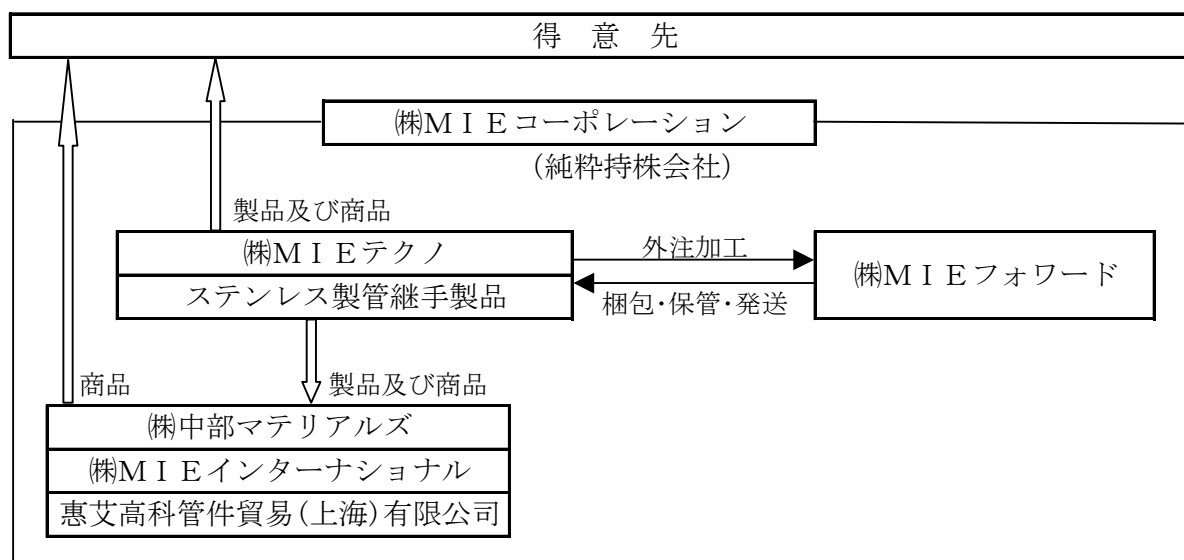 得　意　先
㈱ＭＩＥコーポレーション
(純粋持株会社)
製品及び商品
㈱ＭＩＥテクノ
ステンレス製管継手製品
外注加工
梱包･保管･発送
㈱ＭＩＥフォワード
商品
製品及び商品
㈱中部マテリアルズ
㈱ＭＩＥインターナショナル
惠艾高科管件貿易(上海)有限公司